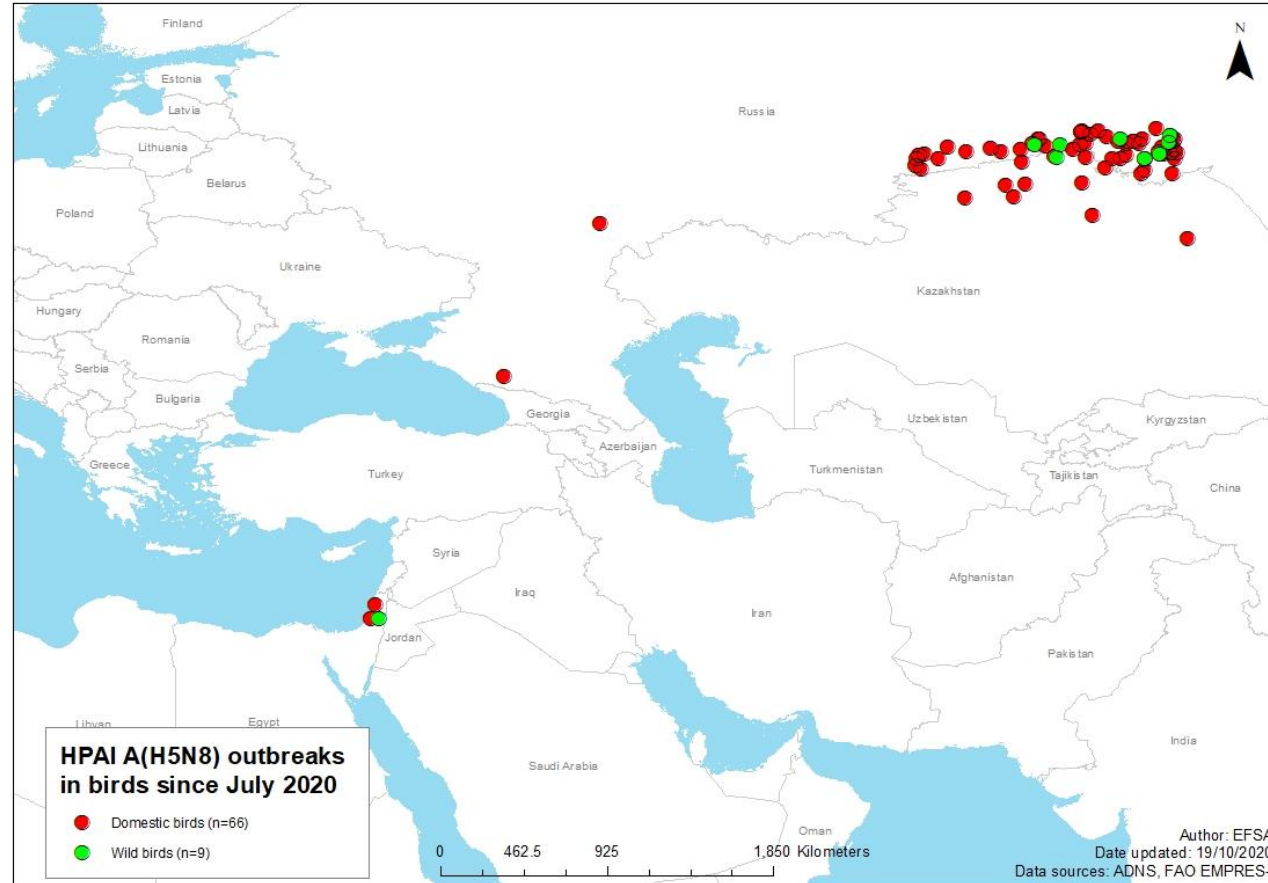 Finland
N
Estonia
Russia
Latvia
Lithuania
Belarus
Poland
Ukraine
Kazakhstan
Hungary
Romania
Serbia
Bulgaria
Georgia
Uzbekistan
Kyrgyzstan
Azerbaijan
Greece
Turkey
Turkmenistan
Tajikistan
China
Syria
Afghanistan
Iraq
Iran
Jordan
Pakistan
Libyan
Egypt
India
HPAI A(H5N8) outbreaks
in birds since July 2020
Saudi Arabia
Domestic birds (n=66)
Wild birds (n=9)
Oman
0 462.5 925 1,850 Kilometers
Author: EFSA
Date updated: 19/10/2020
Data sources: ADNS, FAO EMPRES-